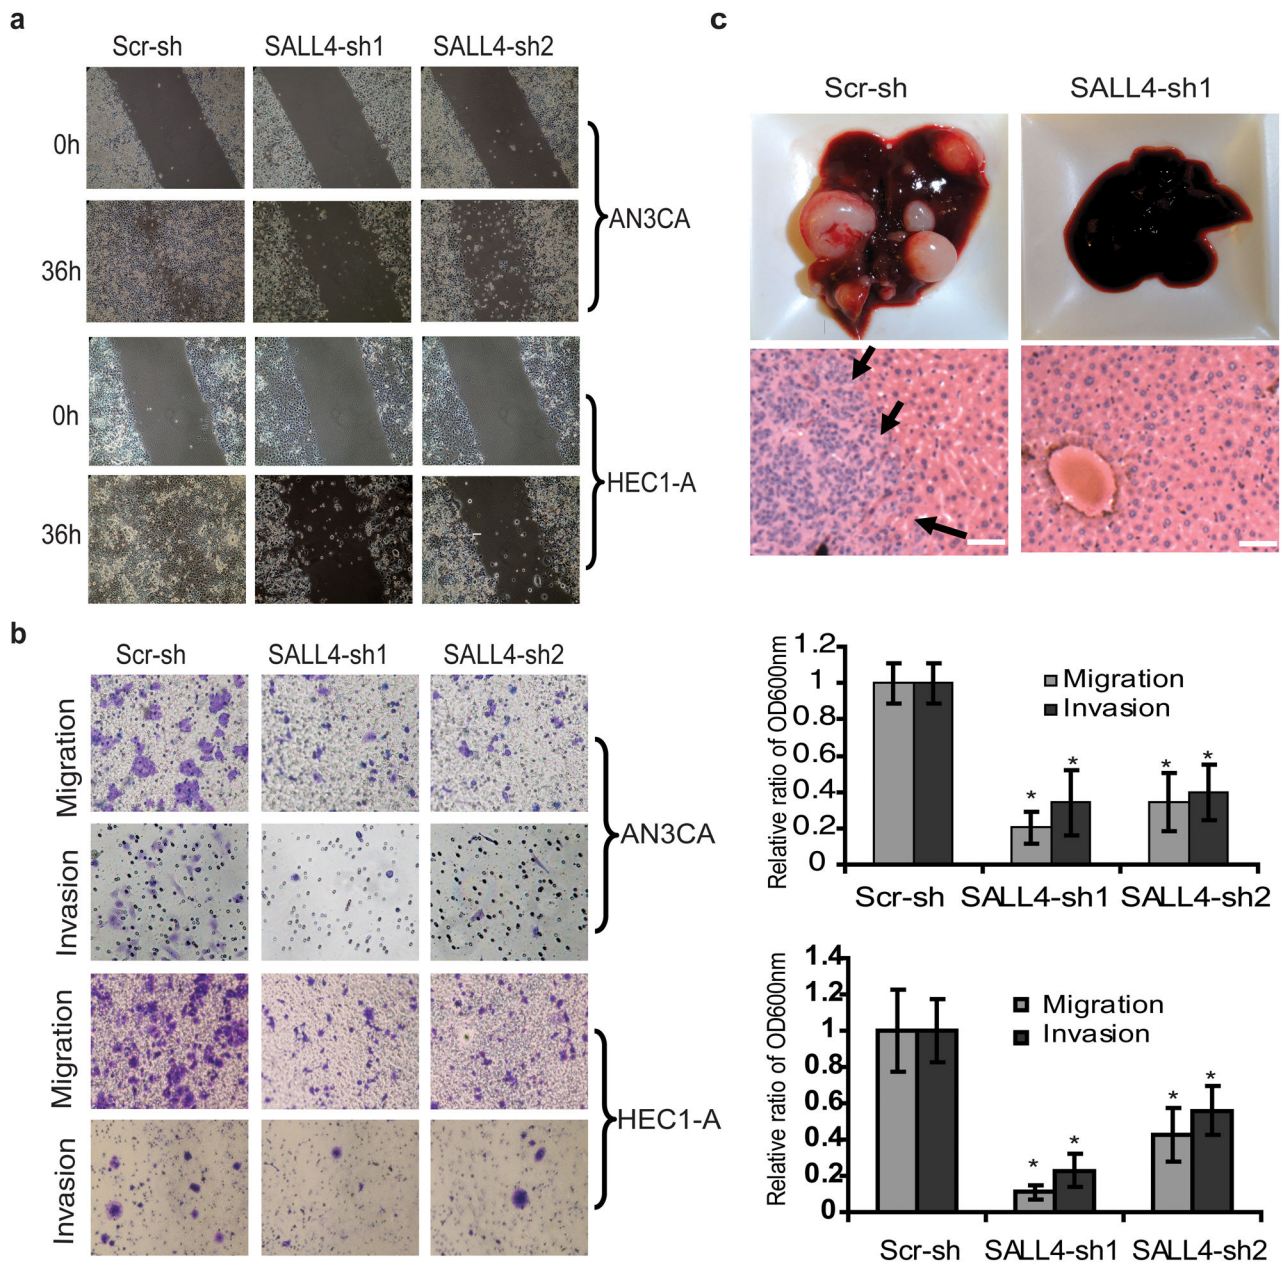 a
Scr-sh SALL4-sh1 SALL4-sh2
0h
36h
AN3CA
0h
36h
HEC1-A
c
Scr-sh SALL4-sh1
b
Scr-sh SALL4-sh1 SALL4-sh2
Migration
Invasion
AN3CA
Migration
Invasion
HEC1-A
Relative ratio of OD600nm
1.2
1
0.8
0.6
0.4
0.2
0
Migration
Invasion
* * * *
Scr-sh SALL4-sh1 SALL4-sh2
Relative ratio of OD600nm
1.4
1.2
1
0.8
0.6
0.4
0.2
0
Migration
Invasion
* * * *
Scr-sh SALL4-sh1 SALL4-sh2